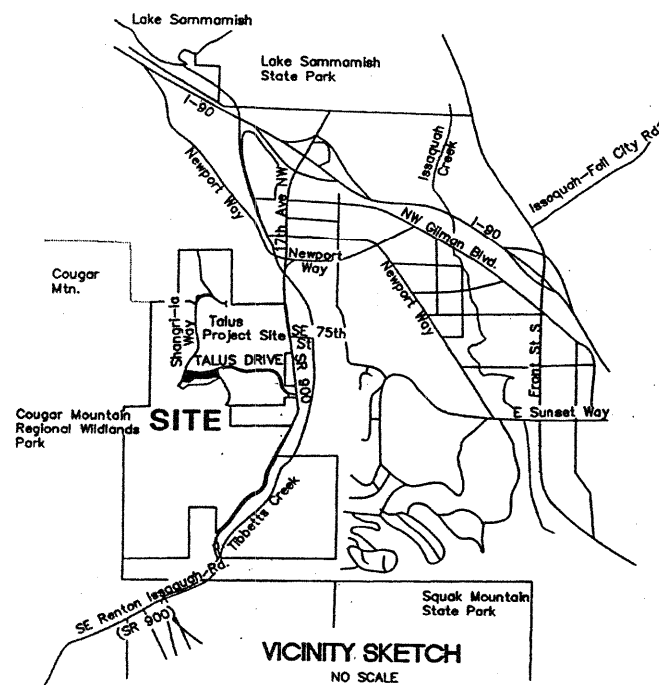 Lake Sammamish
Lake Sammamish
State Park
I-90
Issaquah
Creek
Issaquah-Fall City Rd
Newport Way
17th Ave NW
I-90
NW Gilman Blvd.
Newport
Way
Newport Way
Cougar
Mtn.
Shangri-la
Way
Talus
Project Site
SE 75th
St
SR 900
TALUS DRIVE
Front St S.
Cougar Mountain
Regional Wildlands
Park
SITE
E Sunset Way
Tibbetts Creek
SE Renton Issaquah-Rd.
(SR 900)
Squak Mountain
State Park
VICINITY SKETCH
NO SCALE